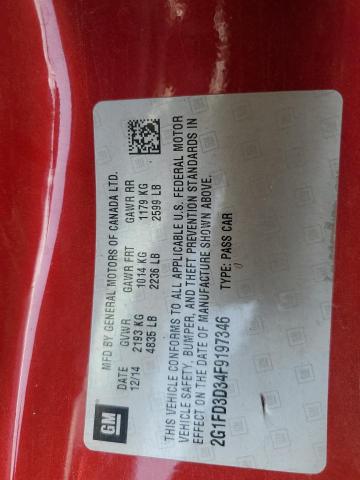 GM
MFD BY GENERAL MOTORS OF CANADA LTD.
DATE GVWR GAWR FRT GAWR RR
12/14 2193 KG 1014 KG 1179 KG
4835 LB 2236 LB 2599 LB
THIS VEHICLE CONFORMS TO ALL APPLICABLE U.S. FEDERAL MOTOR
VEHICLE SAFETY, BUMPER, AND THEFT PREVENTION STANDARDS IN
EFFECT ON THE DATE OF MANUFACTURE SHOWN ABOVE.
2G1FD3D34F9197346 TYPE: PASS CAR